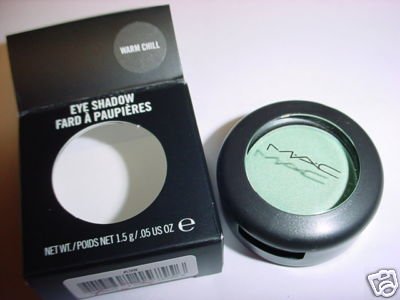 WARM CHILL
EYE SHADOW
FARD À PAUPIÈRES
NET WT. / POIDS NET 1.5 g / .05 US OZ e
MAC